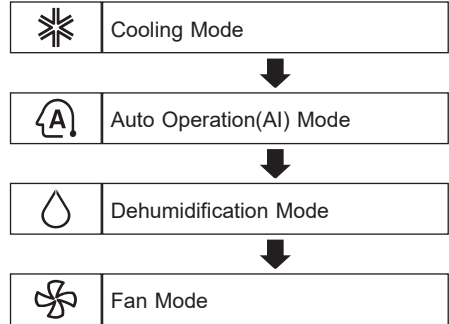 Cooling Mode
A
Auto Operation(AI) Mode
Dehumidification Mode
Fan Mode